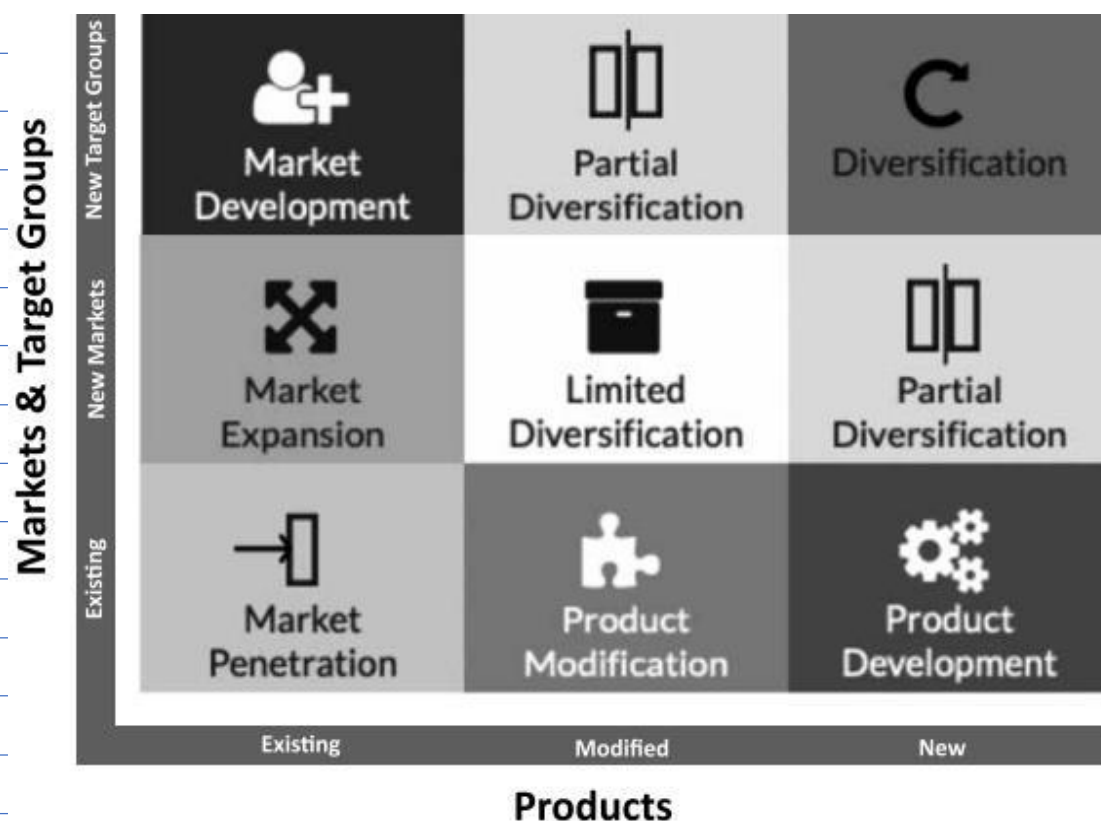 Markets & Target Groups
New Target Groups
Market
Development
Partial
Diversification
Diversification
New Markets
Market
Expansion
Limited
Diversification
Partial
Diversification
Existing
Market
Penetration
Product
Modification
Product
Development
Existing
Modified
New
Products